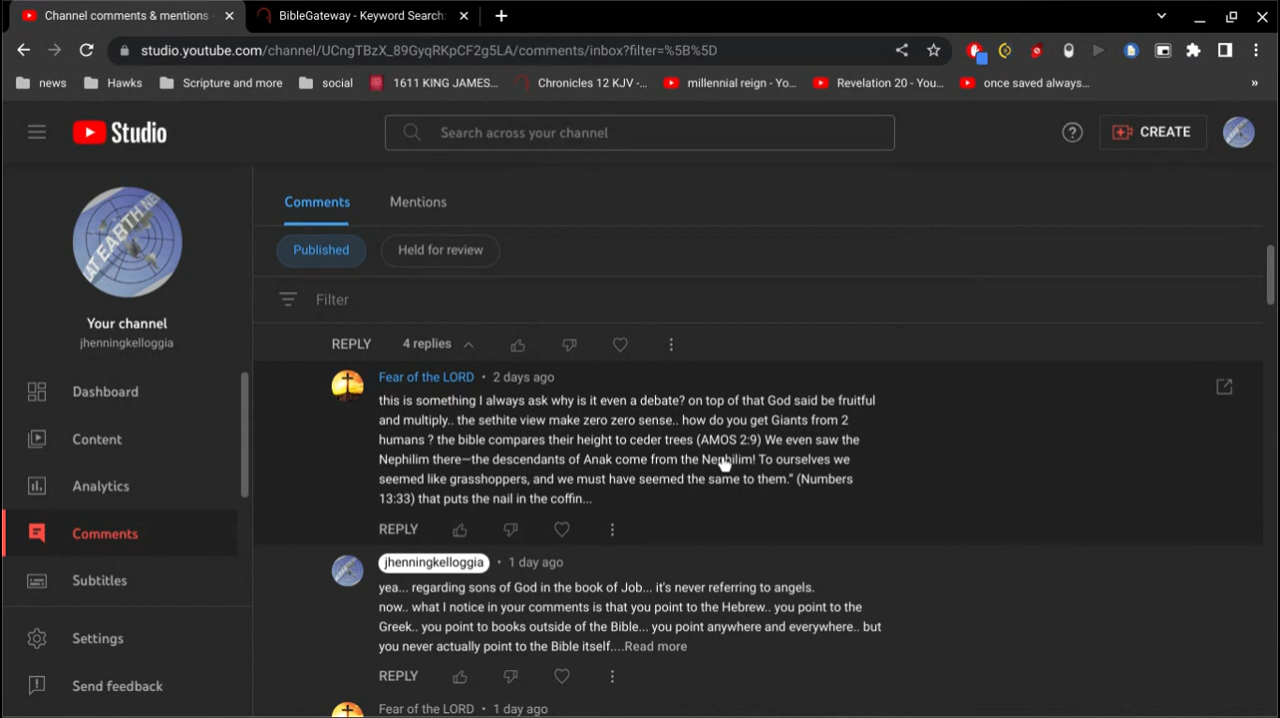 Channel comments & mentions
BibleGateway - Keyword Search:
studio.youtube.com/channel/UCngTBzX_89GyqRKpCF2g5LA/comments/inbox?filter=%5B%5D
news
Hawks
Scripture and more
social
1611 KING JAMES...
Chronicles 12 KJV -...
millennial reign - Yo...
Revelation 20 - You...
once saved always...
»
Studio
Search across your channel
CREATE
AT EARTH NE
Your channel
jhenningkelloggia
Dashboard
Content
Analytics
Comments
Subtitles
Settings
Send feedback
Comments
Mentions
Published
Held for review
Filter
REPLY
4 replies
Fear of the LORD • 2 days ago
this is something I always ask why is it even a debate? on top of that God said be fruitful
and multiply.. the sethite view make zero zero sense.. how do you get Giants from 2
humans ? the bible compares their height to ceder trees (AMOS 2:9) We even saw the
Nephilim there—the descendants of Anak come from the Nephilim! To ourselves we
seemed like grasshoppers, and we must have seemed the same to them.” (Numbers
13:33) that puts the nail in the coffin...
REPLY
jhenningkelloggia • 1 day ago
yea... regarding sons of God in the book of Job... it's never referring to angels.
now.. what I notice in your comments is that you point to the Hebrew.. you point to the
Greek.. you point to books outside of the Bible... you point anywhere and everywhere.. but
you never actually point to the Bible itself....Read more
REPLY
Fear of the LORD • 1 day ago